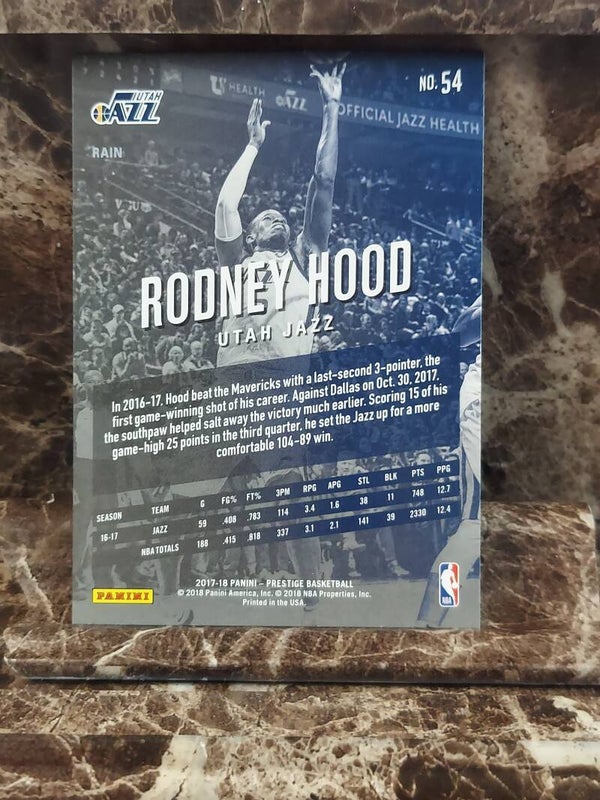 NO. 54
UTAH
JAZZ
U HEALTH
JAZZ
OFFICIAL JAZZ HEALTH
RAIN
RODNEY HOOD
UTAH JAZZ
In 2016-17, Hood beat the Mavericks with a last-second 3-pointer, the
first game-winning shot of his career. Against Dallas on Oct. 30, 2017,
the southpaw helped salt away the victory much earlier. Scoring 15 of his
game-high 25 points in the third quarter, he set the Jazz up for a more
comfortable 104-89 win.
SEASON TEAM G FG% FT% 3PM RPG APG STL BLK PTS PPG
16-17 JAZZ 59 .408 .783 114 3.4 1.6 38 11 748 12.7
NBA TOTALS 188 .415 .818 337 3.1 2.1 141 39 2330 12.4
2017-18 PANINI - PRESTIGE BASKETBALL
© 2018 Panini America, Inc. © 2018 NBA Properties, Inc.
Printed in the USA.
PANINI
NBA